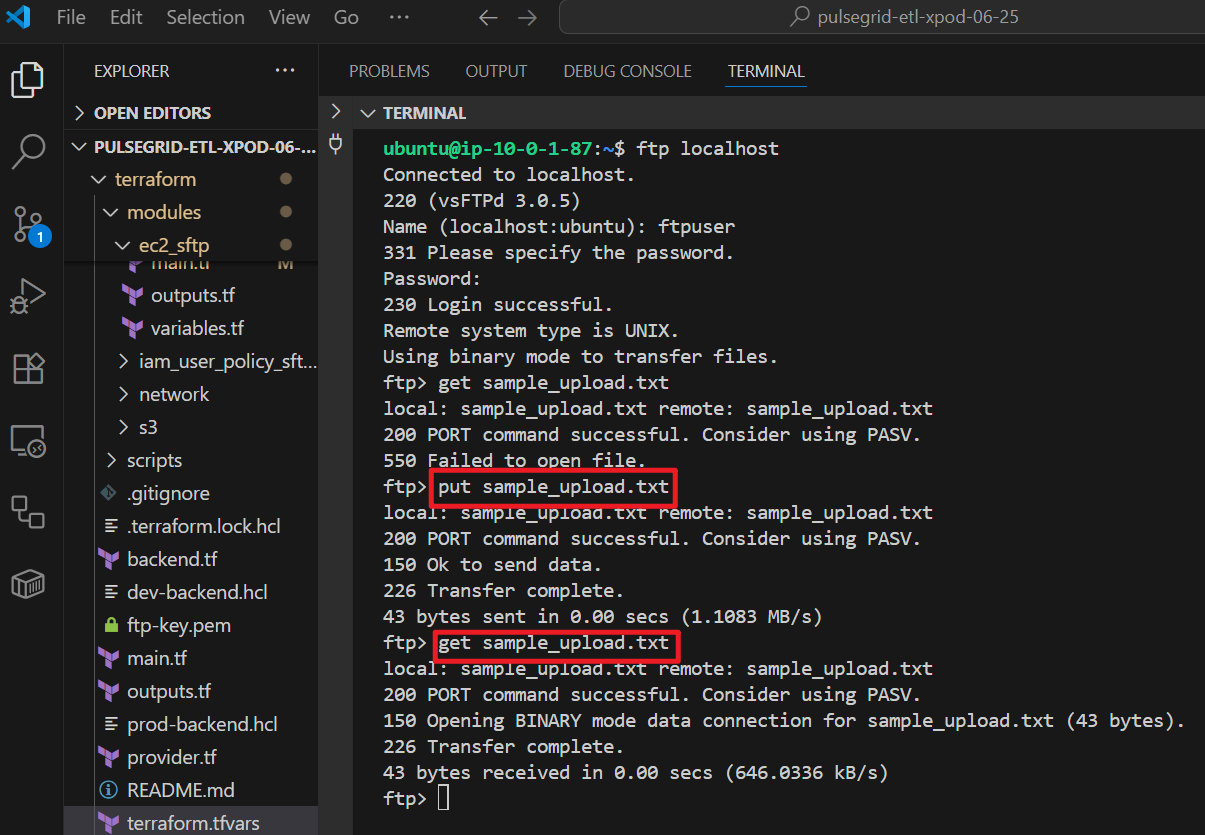 File Edit Selection View Go ··· pulsegrid-etl-xpod-06-25
EXPLORER ···
OPEN EDITORS
PULSEGRID-ETL-XPOD-06-...
terraform
modules
ec2_sftp
main.tf M
outputs.tf
variables.tf
iam_user_policy_sft...
network
s3
scripts
.gitignore
.terraform.lock.hcl
backend.tf
dev-backend.hcl
ftp-key.pem
main.tf
outputs.tf
prod-backend.hcl
provider.tf
README.md
terraform.tfvars
1
PROBLEMS OUTPUT DEBUG CONSOLE TERMINAL
TERMINAL
ubuntu@ip-10-0-1-87:~$ ftp localhost
Connected to localhost.
220 (vsFTPd 3.0.5)
Name (localhost:ubuntu): ftpuser
331 Please specify the password.
Password:
230 Login successful.
Remote system type is UNIX.
Using binary mode to transfer files.
ftp> get sample_upload.txt
local: sample_upload.txt remote: sample_upload.txt
200 PORT command successful. Consider using PASV.
550 Failed to open file.
ftp> put sample_upload.txt
local: sample_upload.txt remote: sample_upload.txt
200 PORT command successful. Consider using PASV.
150 Ok to send data.
226 Transfer complete.
43 bytes sent in 0.00 secs (1.1083 MB/s)
ftp> get sample_upload.txt
local: sample_upload.txt remote: sample_upload.txt
200 PORT command successful. Consider using PASV.
150 Opening BINARY mode data connection for sample_upload.txt (43 bytes).
226 Transfer complete.
43 bytes received in 0.00 secs (646.0336 kB/s)
ftp>